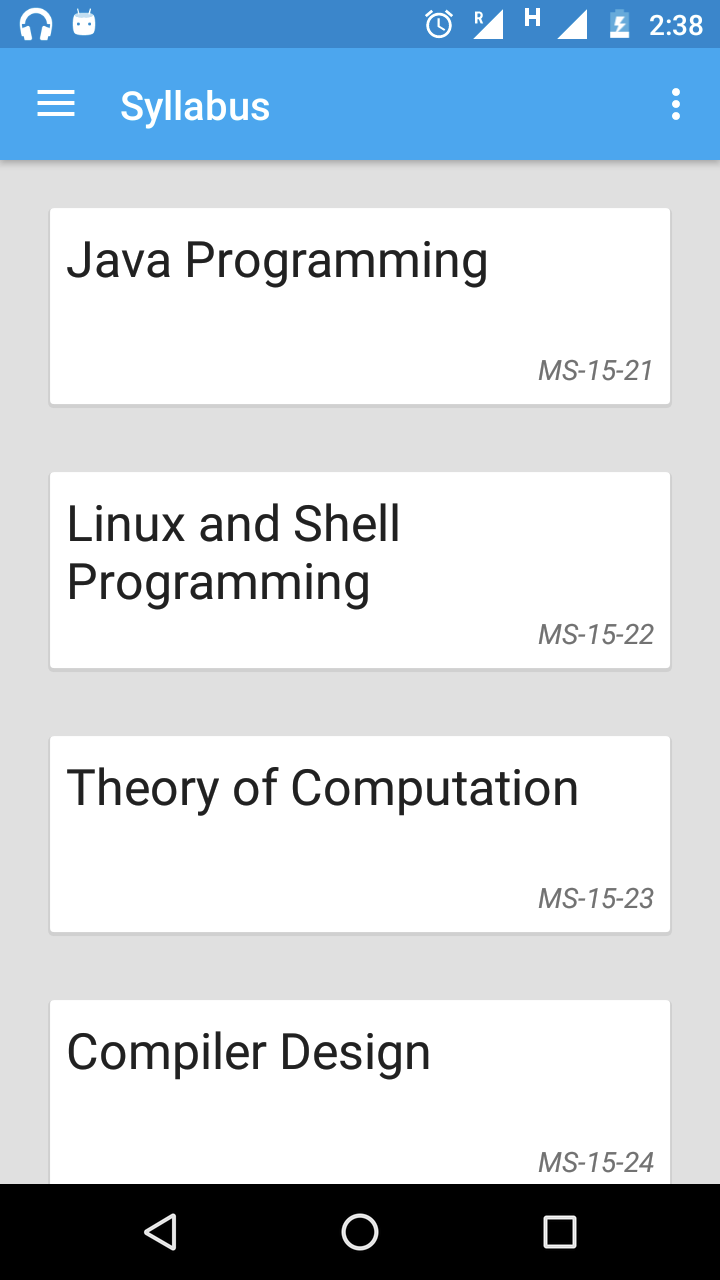 R H 2:38
Syllabus
Java Programming
MS-15-21
Linux and Shell
Programming
MS-15-22
Theory of Computation
MS-15-23
Compiler Design
MS-15-24